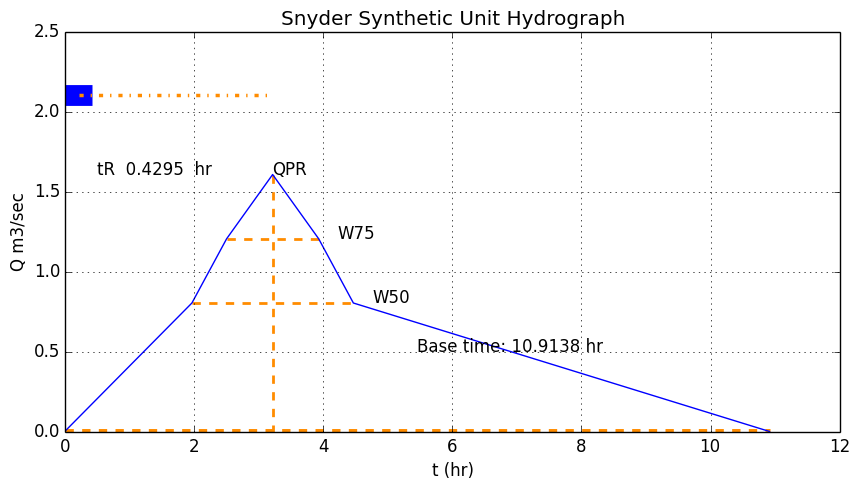 Snyder Synthetic Unit Hydrograph
2.5
2.0
tR  0.4295  hr
QPR
1.5
W75
Q m3/sec
1.0
W50
Base time: 10.9138 hr
0.5
0.0
0 2 4 6 8 10 12
t (hr)